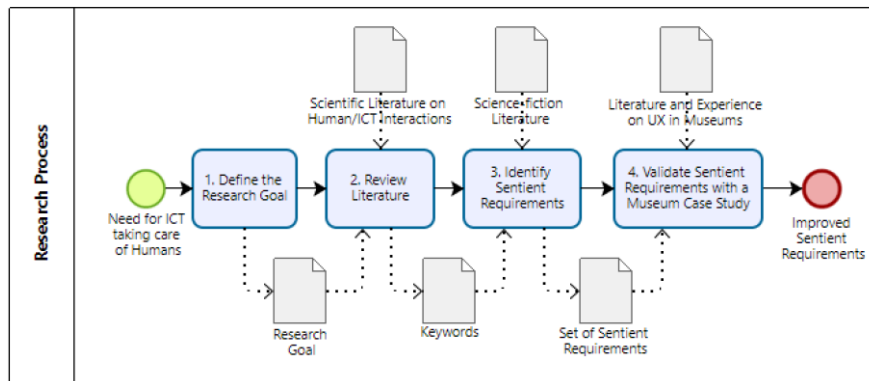 Research Process
Scientific Literature on
Human/ICT Interactions
Science-fiction
Literature
Literature and Experience
on UX in Museums
1. Define the
Research Goal
2. Review
Literature
3. Identify
Sentient
Requirements
4. Validate Sentient
Requirements with a
Museum Case Study
Need for ICT
taking care
of Humans
Improved
Sentient
Requirements
Research
Goal
Keywords
Set of Sentient
Requirements